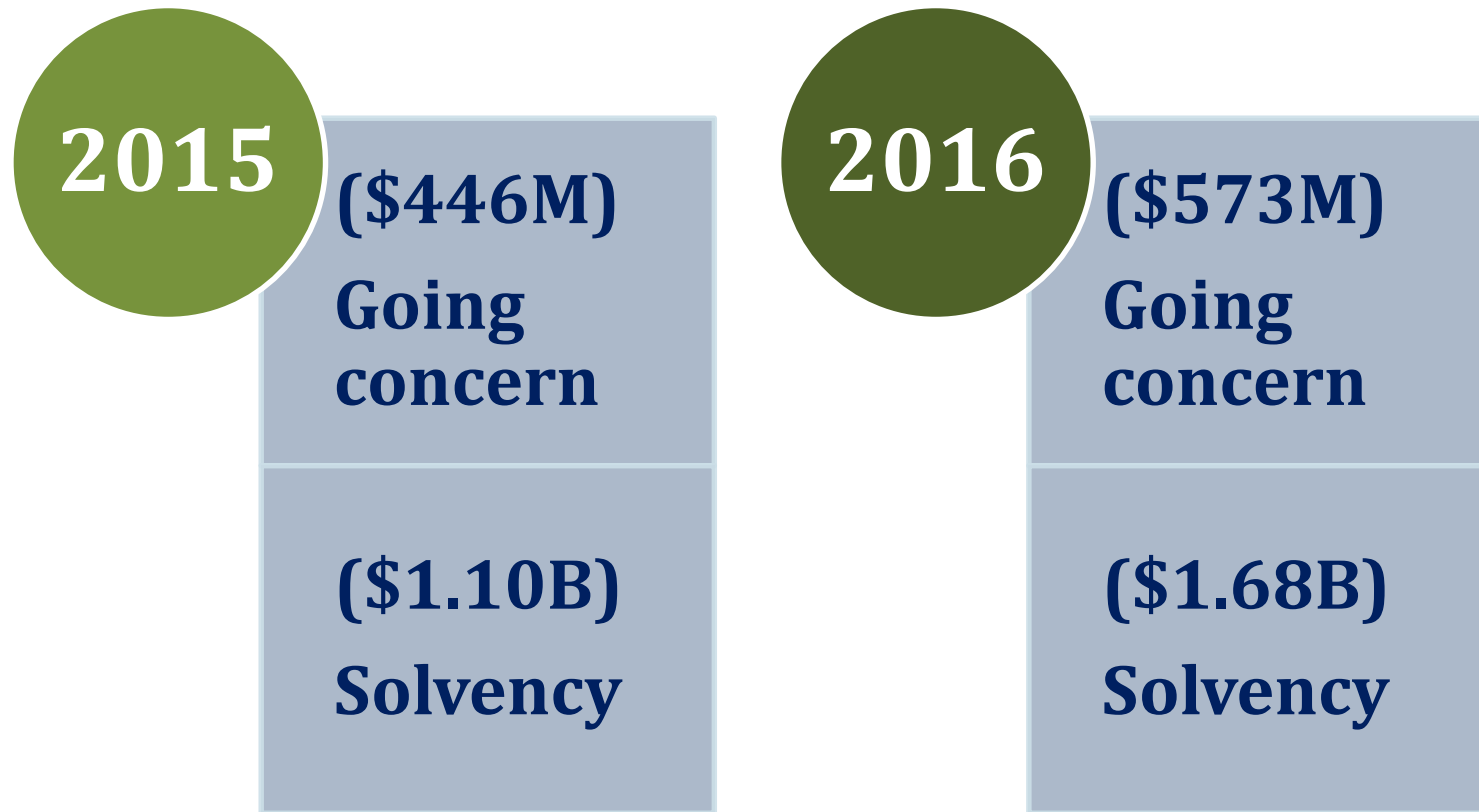 2015
($446M)
Going
concern
($1.10B)
Solvency
2016
($573M)
Going
concern
($1.68B)
Solvency